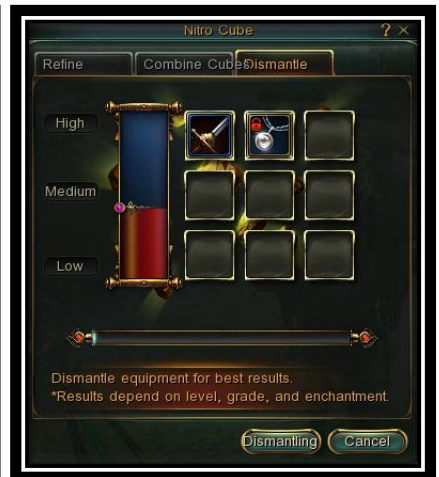 Nitro Cube ? ×
Refine Combine Cubes Dismantle
High
Medium
Low
Dismantle equipment for best results.
*Results depend on level, grade, and enchantment.
Dismantling Cancel